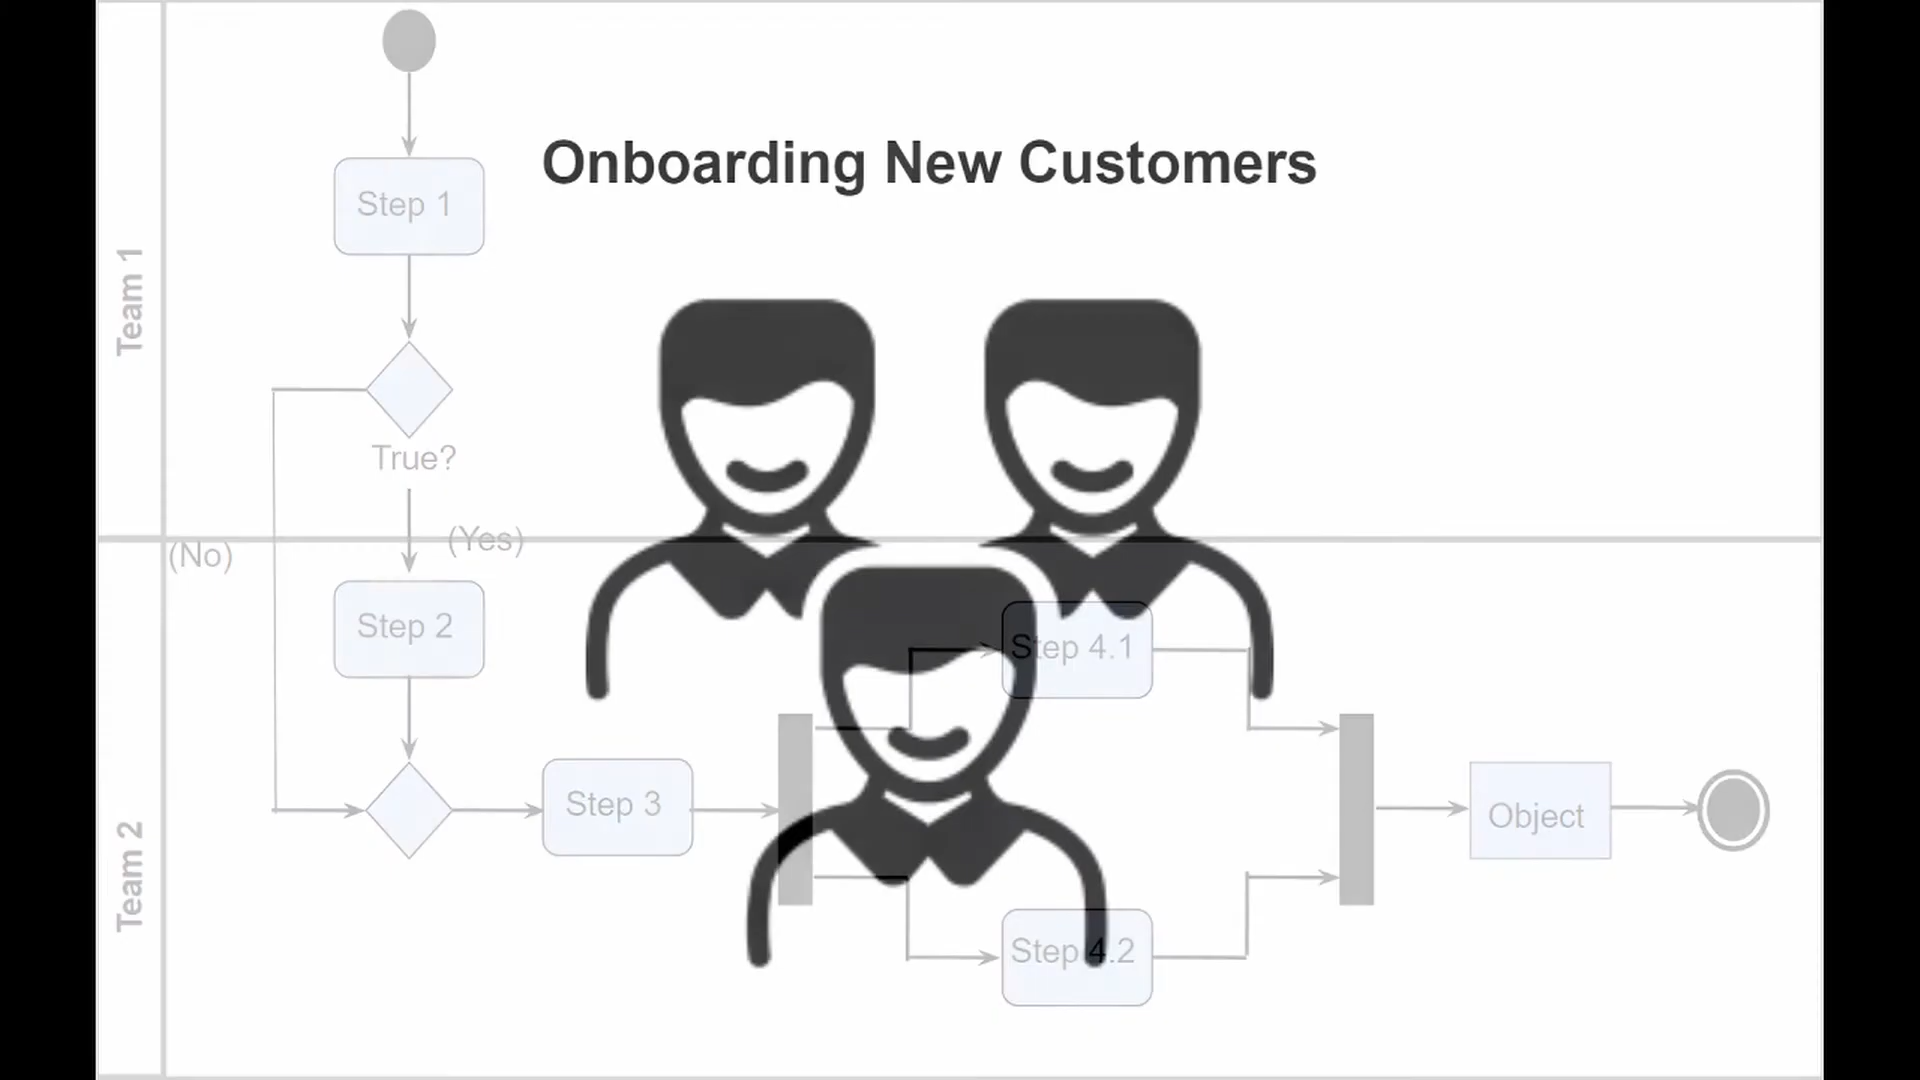 Onboarding New Customers
Team 1
Step 1
True?
(Yes)
(No)
Team 2
Step 2
Step 3
Step 4.1
Step 4.2
Object